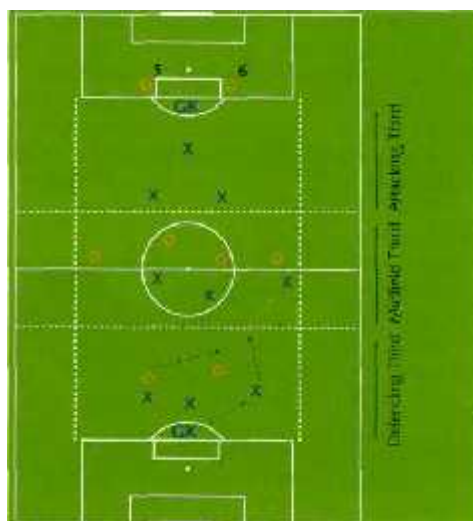 5 6
GK
X
X X
X
X X
X X X
GK
Defending Third Midfield Third Attacking Third